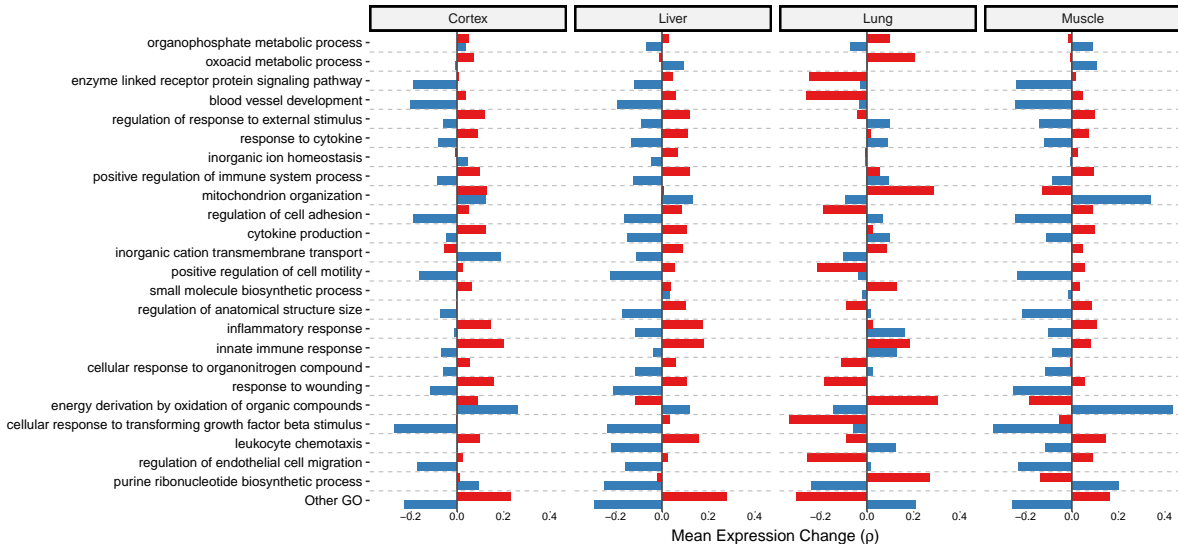 Cortex Liver Lung Muscle
organophosphate metabolic process
oxoacid metabolic process
enzyme linked receptor protein signaling pathway
blood vessel development
regulation of response to external stimulus
response to cytokine
inorganic ion homeostasis
positive regulation of immune system process
mitochondrion organization
regulation of cell adhesion
cytokine production
inorganic cation transmembrane transport
positive regulation of cell motility
small molecule biosynthetic process
regulation of anatomical structure size
inflammatory response
innate immune response
cellular response to organonitrogen compound
response to wounding
energy derivation by oxidation of organic compounds
cellular response to transforming growth factor beta stimulus
leukocyte chemotaxis
regulation of endothelial cell migration
purine ribonucleotide biosynthetic process
Other GO
−0.2 0.0 0.2 0.4 −0.2 0.0 0.2 0.4 −0.2 0.0 0.2 0.4 −0.2 0.0 0.2 0.4
Mean Expression Change (ρ)